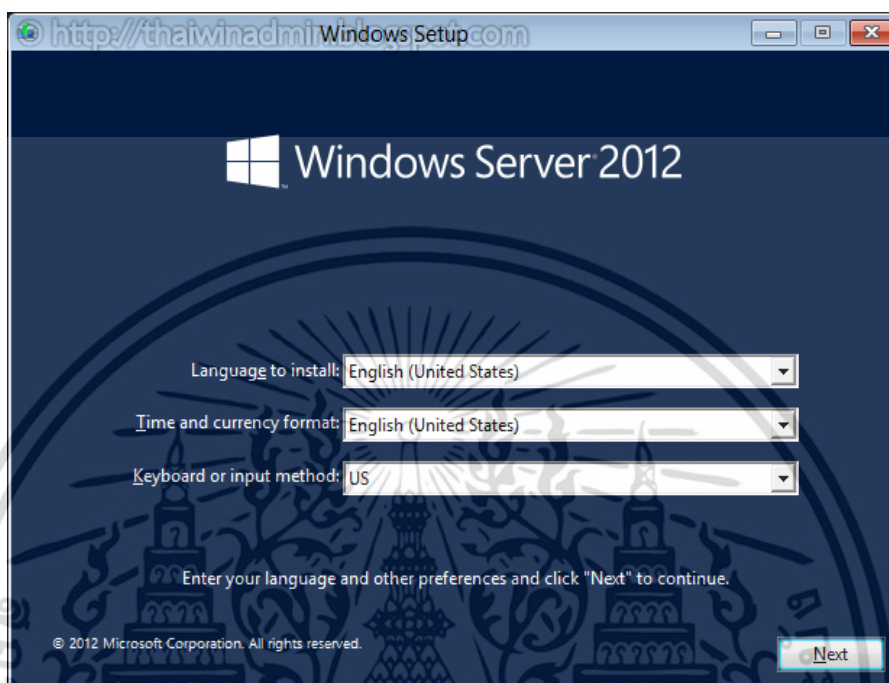 http://thaiwinadmin.blogspot.com
Windows Setup
Windows Server 2012
Language to install: English (United States)
Time and currency format: English (United States)
Keyboard or input method: US
Enter your language and other preferences and click "Next" to continue.
© 2012 Microsoft Corporation. All rights reserved.
Next